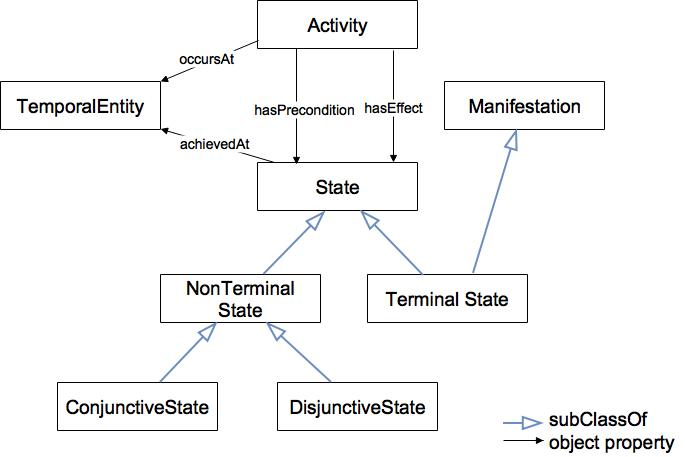 Activity
occursAt
TemporalEntity
hasPrecondition
hasEffect
Manifestation
achievedAt
State
NonTerminal
State
Terminal State
ConjunctiveState
DisjunctiveState
subClassOf
object property